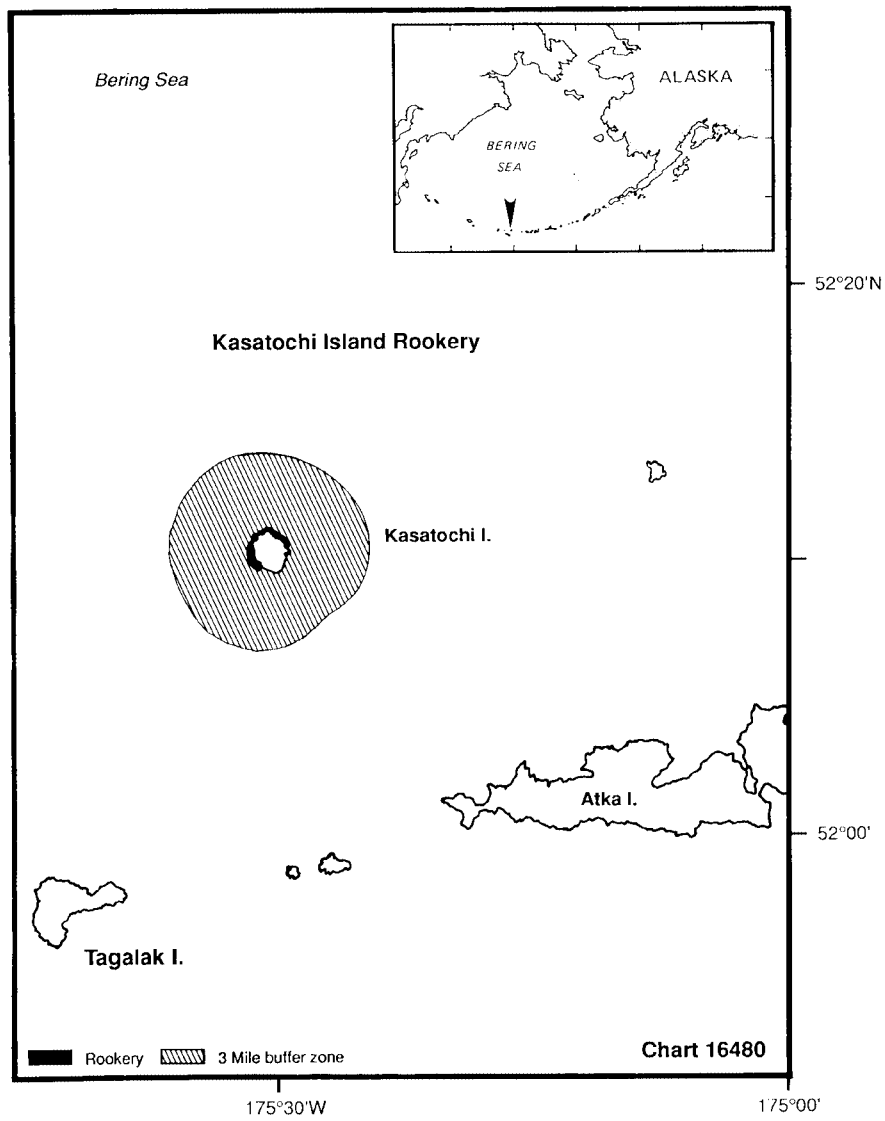 Bering Sea
ALASKA
BERING
SEA
52°20'N
Kasatochi Island Rookery
Kasatochi I.
Atka I.
52°00'
Tagalak I.
Rookery
3 Mile buffer zone
Chart 16480
175°30'W
175°00'